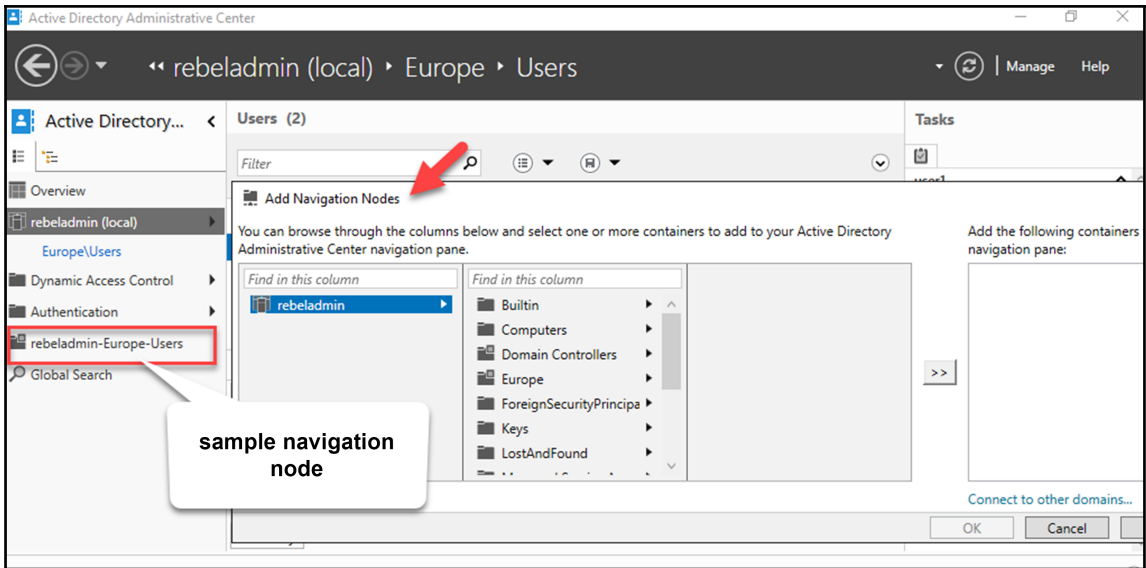 Active Directory Administrative Center
rebeladmin (local) Europe Users
Manage Help
Active Directory...
Users (2)
Tasks
Filter
Overview
rebeladmin (local)
Europe\Users
Dynamic Access Control
Authentication
rebeladmin-Europe-Users
Global Search
sample navigation
node
user1
Add Navigation Nodes
You can browse through the columns below and select one or more containers to add to your Active Directory
Administrative Center navigation pane.
Add the following containers
navigation pane:
Find in this column
rebeladmin
Find in this column
Builtin
Computers
Domain Controllers
Europe
ForeignSecurityPrincipa
Keys
LostAndFound
>>
Connect to other domains...
OK
Cancel